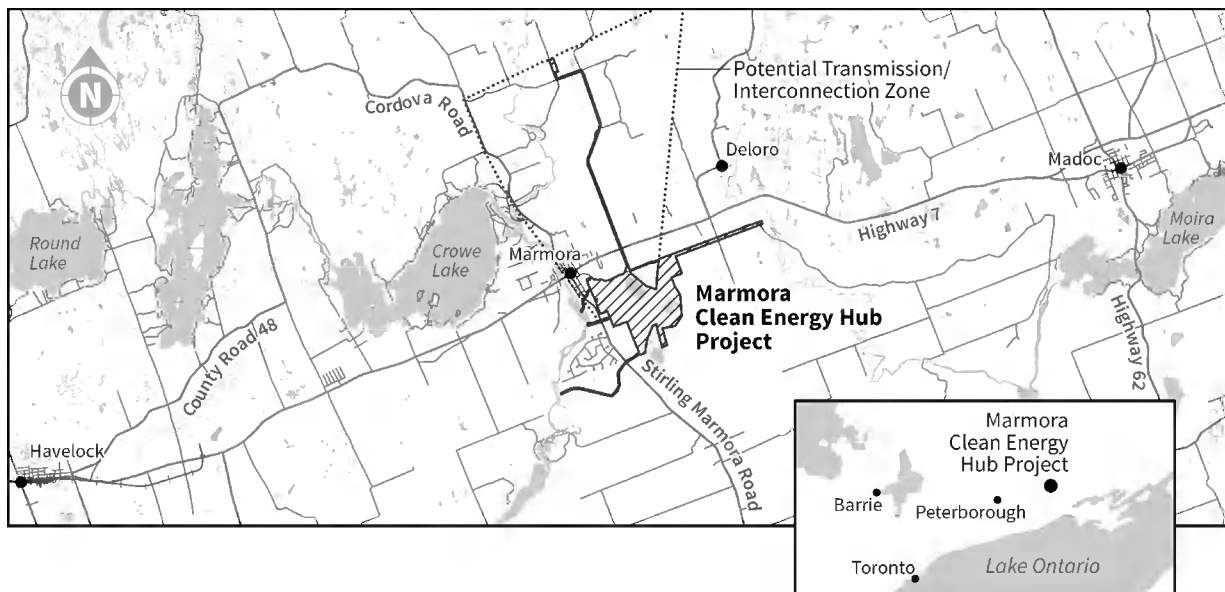 N
Cordova
Road
Potential Transmission/
Interconnection Zone
Deloro
Madoc
Round
Lake
Crowe
Lake
Marmora
Highway 7
Moira
Lake
Marmora
Clean Energy Hub
Project
County Road 48
Stirling Marmora Road
Highway 62
Havelock
Marmora
Clean Energy
Hub Project
Barrie
Peterborough
Toronto
Lake Ontario